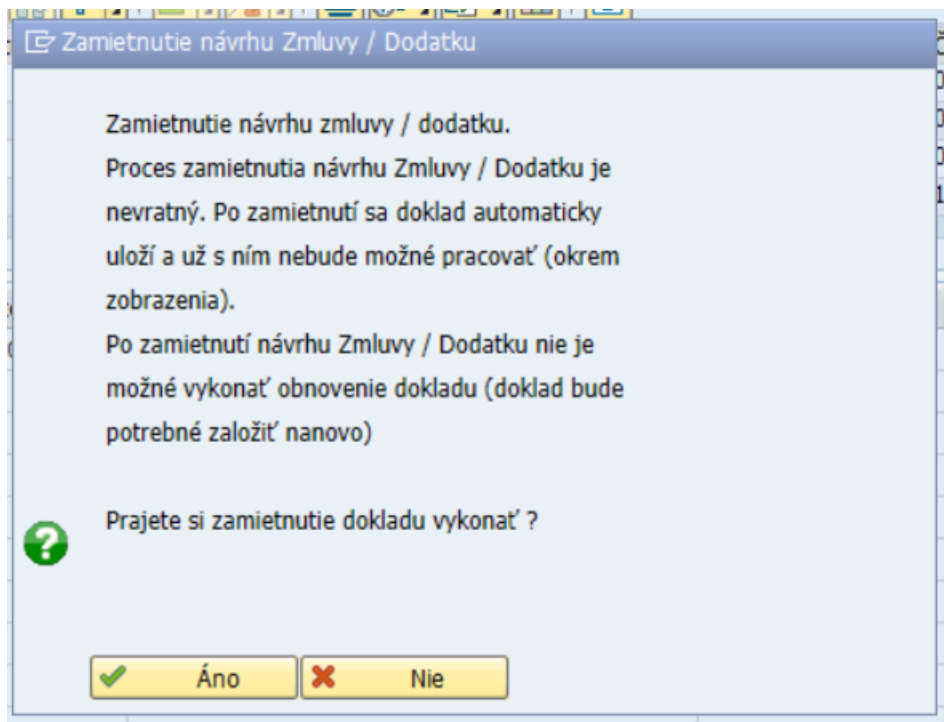 Zamietnutie návrhu Zmluvy / Dodatku
Zamietnutie návrhu zmluvy / dodatku.
Proces zamietnutia návrhu Zmluvy / Dodatku je
nevratný. Po zamietnutí sa doklad automaticky
uloží a už s ním nebude možné pracovať (okrem
zobrazenia).
Po zamietnutí návrhu Zmluvy / Dodatku nie je
možné vykonať obnovenie dokladu (doklad bude
potrebné založiť nanovo)
Prajete si zamietnutie dokladu vykonať ?
Áno
Nie